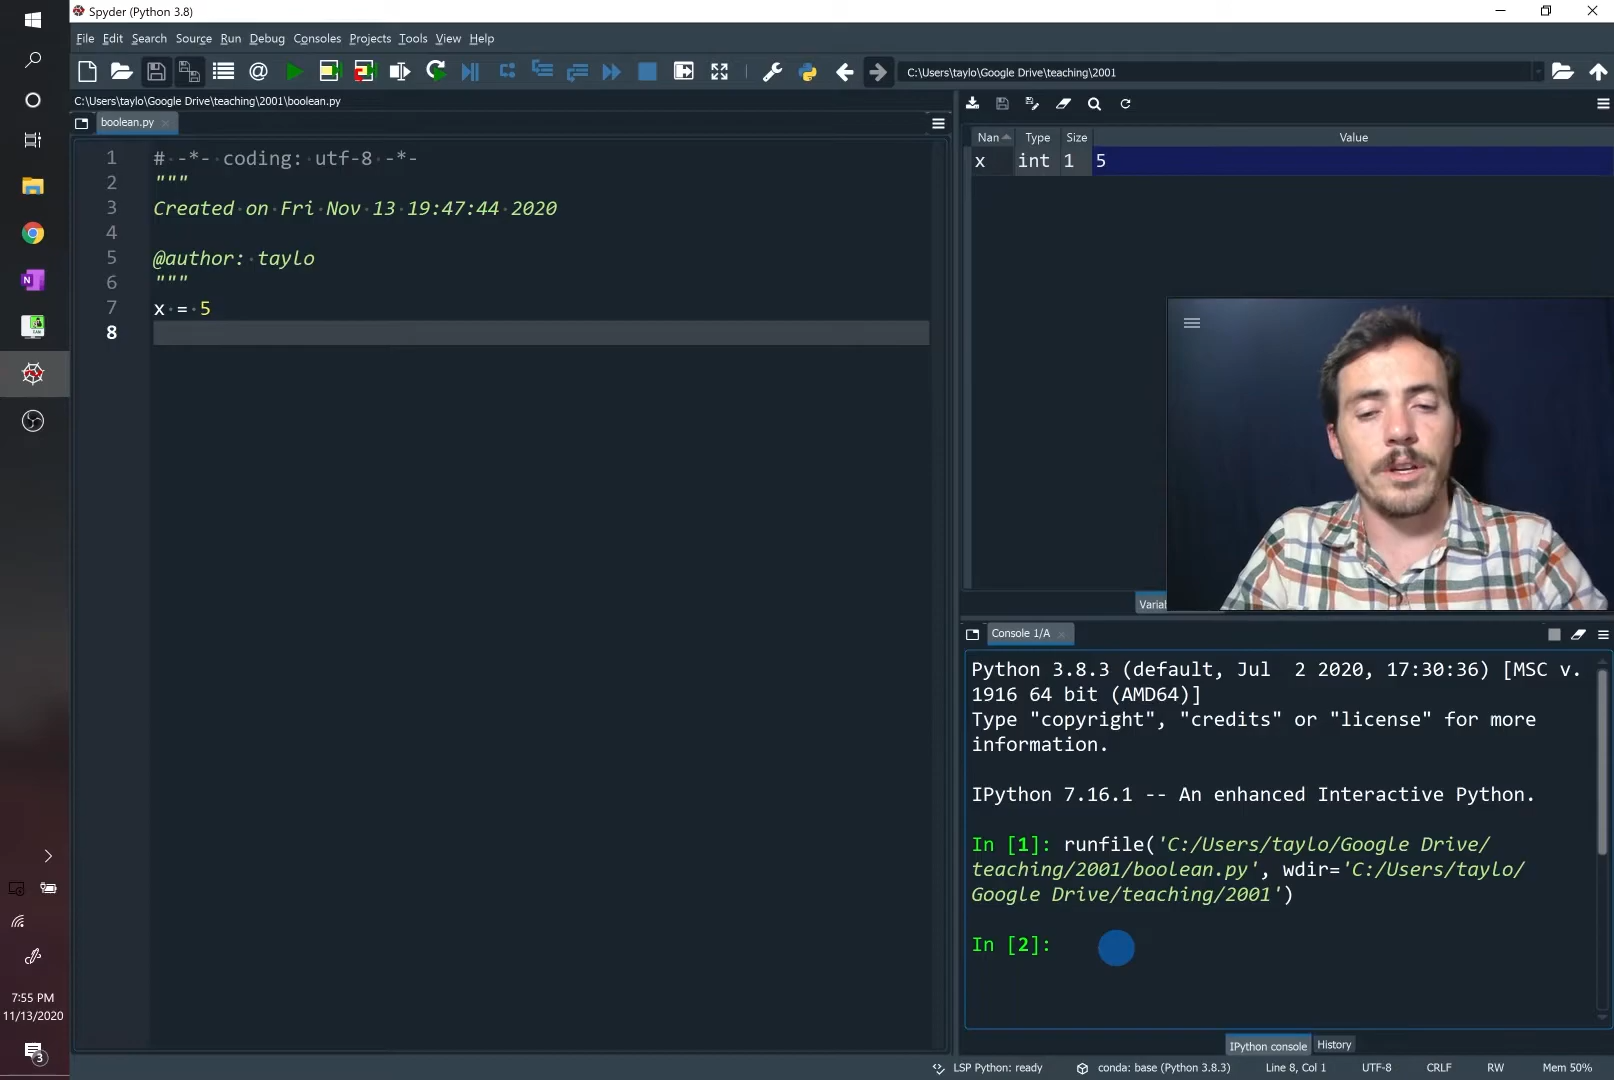 Spyder (Python 3.8)
File Edit Search Source Run Debug Consoles Projects Tools View Help
C:\Users\taylo\Google Drive\teaching\2001
C:\Users\taylo\Google Drive\teaching\2001\boolean.py
boolean.py
1 # -*- coding: utf-8 -*-
2 """
3 Created on Fri Nov 13 19:47:44 2020
4
5 @author: taylo
6 """
7 x = 5
8
Nan Type Size Value
x int 1 5
Varial
Console 1/A
Python 3.8.3 (default, Jul  2 2020, 17:30:36) [MSC v.
1916 64 bit (AMD64)]
Type "copyright", "credits" or "license" for more
information.
IPython 7.16.1 -- An enhanced Interactive Python.
In [1]: runfile('C:/Users/taylo/Google Drive/
teaching/2001/boolean.py', wdir='C:/Users/taylo/
Google Drive/teaching/2001')
In [2]:
IPython console History
LSP Python: ready conda: base (Python 3.8.3) Line 8, Col 1 UTF-8 CRLF RW Mem 50%
7:55 PM
11/13/2020
3